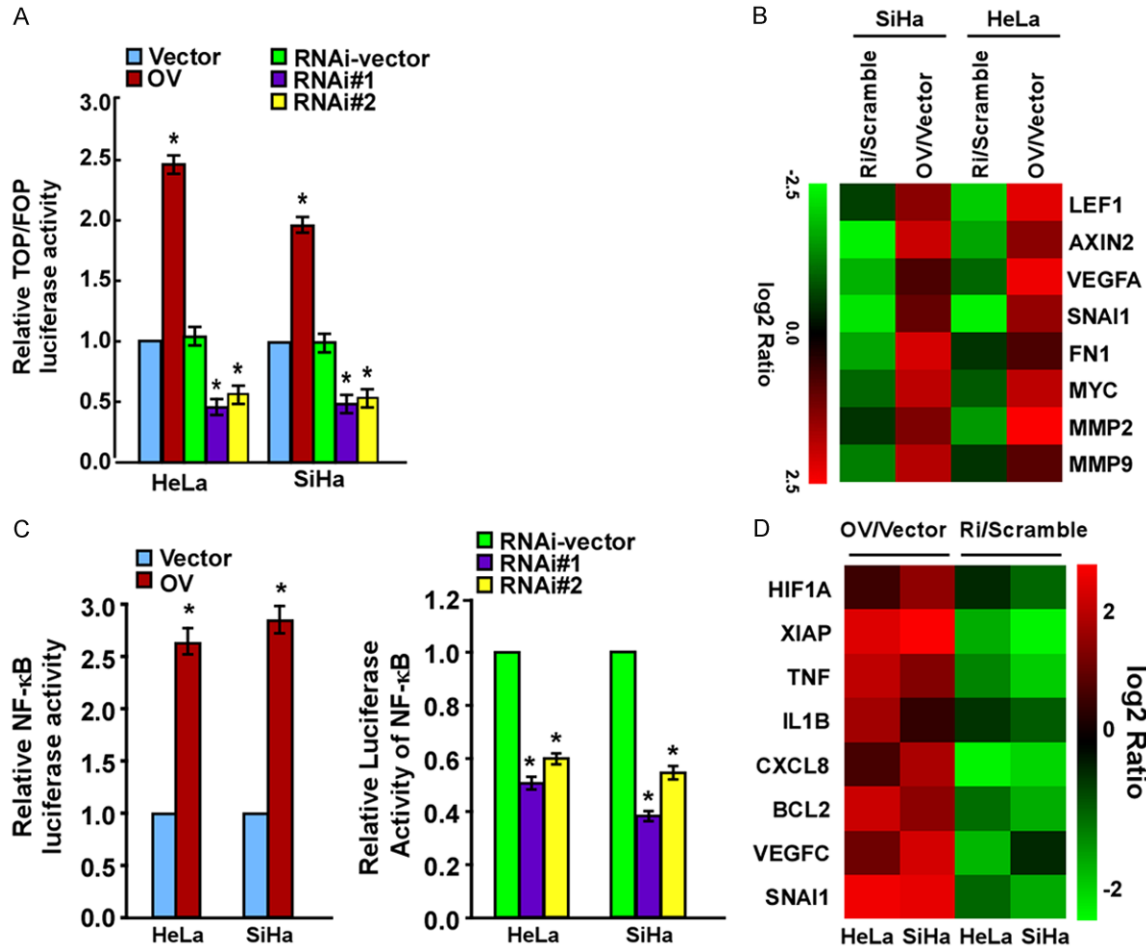 A
Vector
OV
RNAi-vector
RNAi#1
RNAi#2
Relative TOP/FOP
luciferase activity
3.0
2.5
2.0
1.5
1.0
0.5
0.0
*
*
* *
* *
HeLa
SiHa
B
SiHa
HeLa
Ri/Scramble
OV/Vector
Ri/Scramble
OV/Vector
-2.5
0.0
2.5
log2 Ratio
LEF1
AXIN2
VEGFA
SNAI1
FN1
MYC
MMP2
MMP9
C
Vector
OV
Relative NF-κB
luciferase activity
3.0
2.5
3.0
1.5
1.0
0.5
0.0
*
*
HeLa
SiHa
RNAi-vector
RNAi#1
RNAi#2
Relative Luciferase
Activity of NF-κB
1.2
1.0
0.8
0.6
0.4
0.2
0.0
* *
* *
HeLa
SiHa
D
OV/Vector
Ri/Scramble
HIF1A
XIAP
TNF
IL1B
CXCL8
BCL2
VEGFC
SNAI1
HeLa SiHa HeLa SiHa
2
0
-2
log2 Ratio